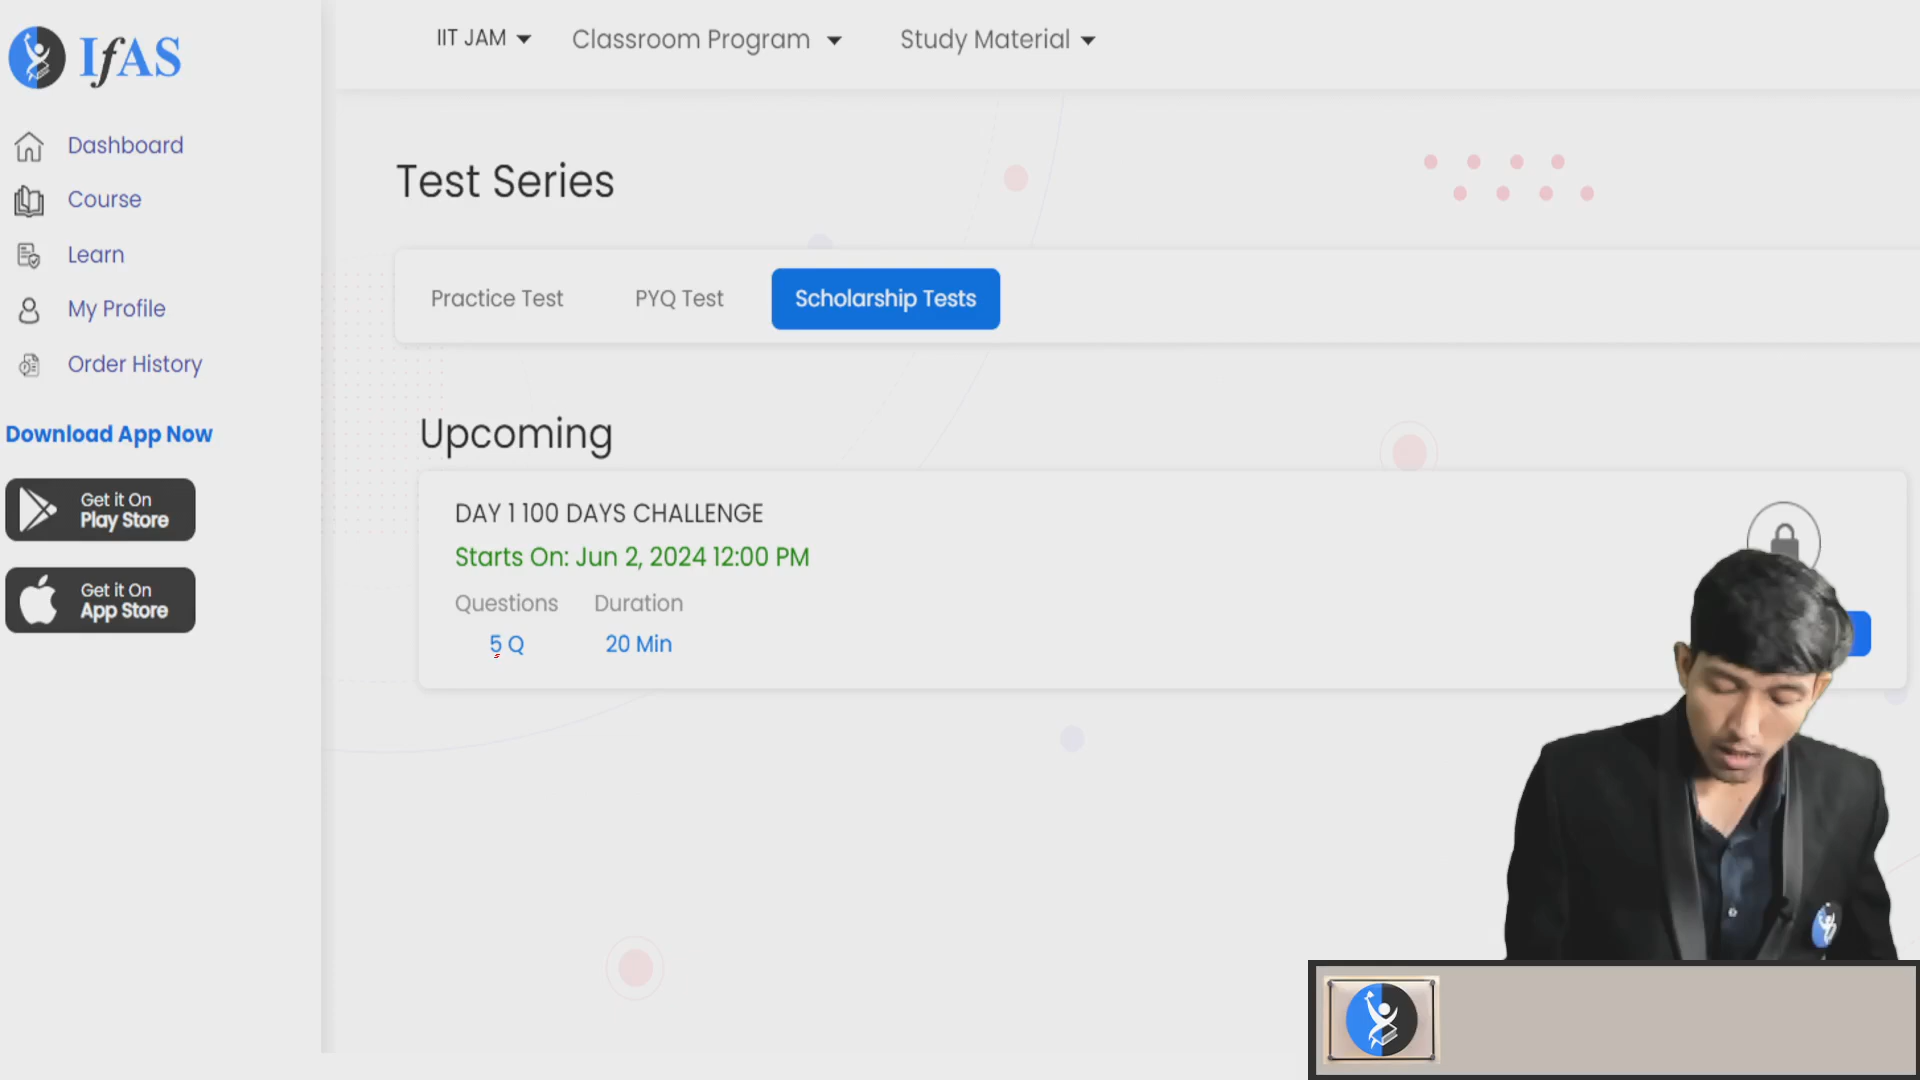 IfAS
Dashboard
Course
Learn
My Profile
Order History
Download App Now
Get it On
Play Store
Get it On
App Store
IIT JAM
Classroom Program
Study Material
Test Series
Practice Test
PYQ Test
Scholarship Tests
Upcoming
DAY 1 100 DAYS CHALLENGE
Starts On: Jun 2, 2024 12:00 PM
Questions
Duration
5 Q
20 Min